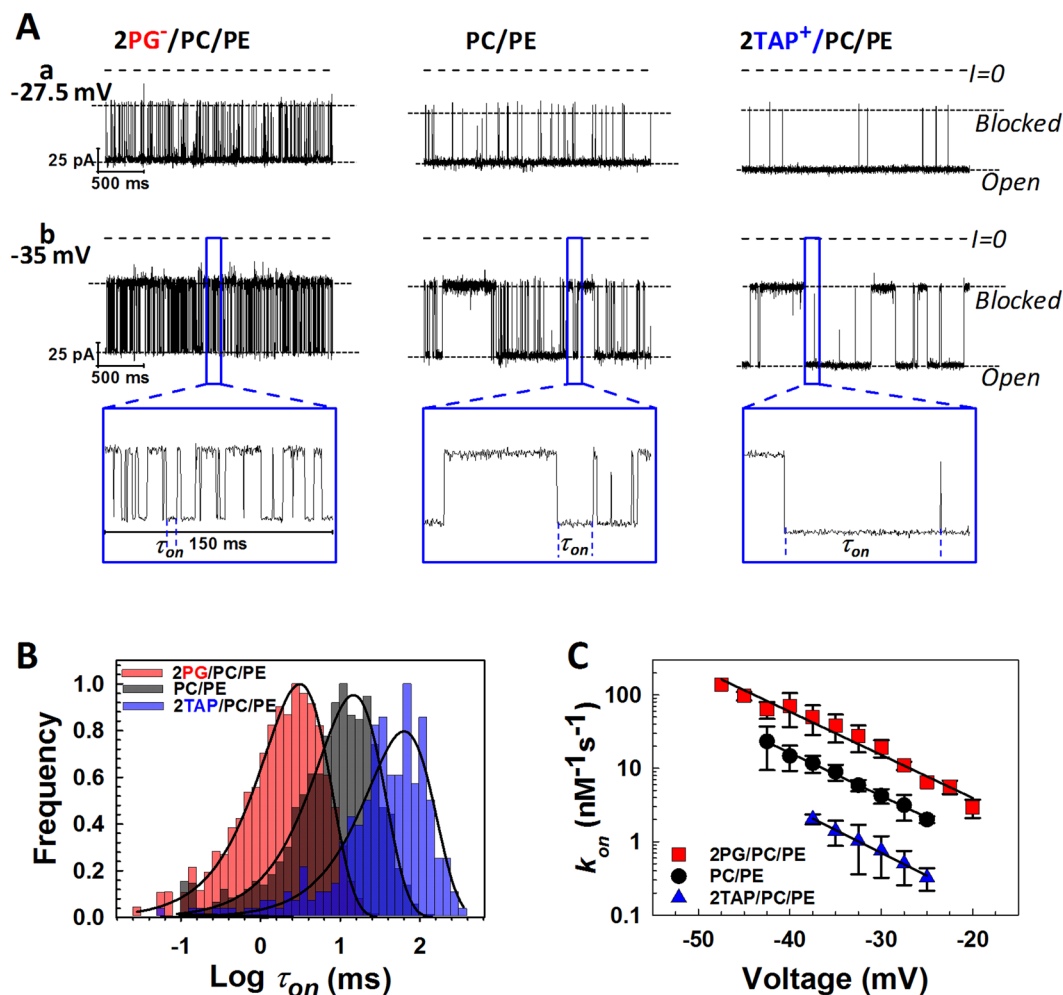 A
2PG⁻/PC/PE PC/PE 2TAP⁺/PC/PE
a
-27.5 mV
I=0
Blocked
25 pA
Open
500 ms
b
-35 mV
I=0
Blocked
25 pA
Open
500 ms
τon 150 ms
τon
τon
B
2PG/PC/PE
PC/PE
2TAP/PC/PE
1.0
0.8
0.6
0.4
0.2
0.0
Frequency
-1 0 1 2
Log τon (ms)
C
100
10
1
0.1
kon (nM⁻¹s⁻¹)
2PG/PC/PE
PC/PE
2TAP/PC/PE
-50 -40 -30 -20
Voltage (mV)